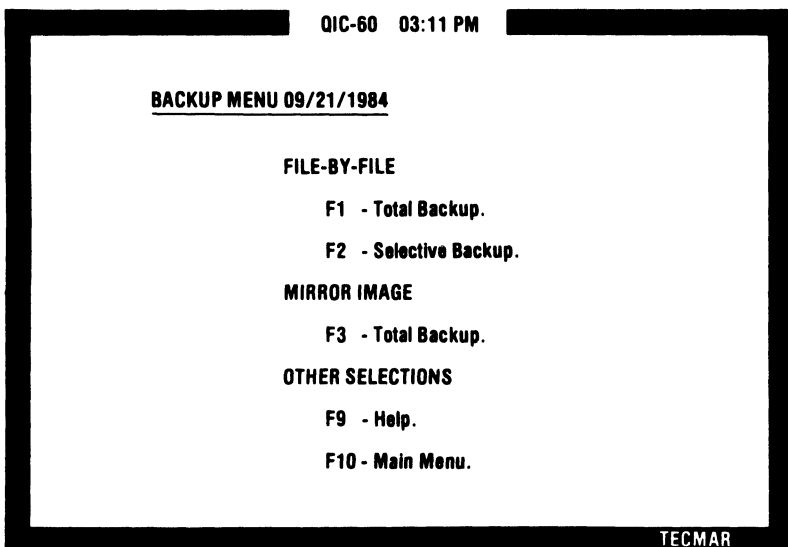 QIC-60 03:11 PM
BACKUP MENU 09/21/1984
FILE-BY-FILE
F1 - Total Backup.
F2 - Selective Backup.
MIRROR IMAGE
F3 - Total Backup.
OTHER SELECTIONS
F9 - Help.
F10 - Main Menu.
TECMAR